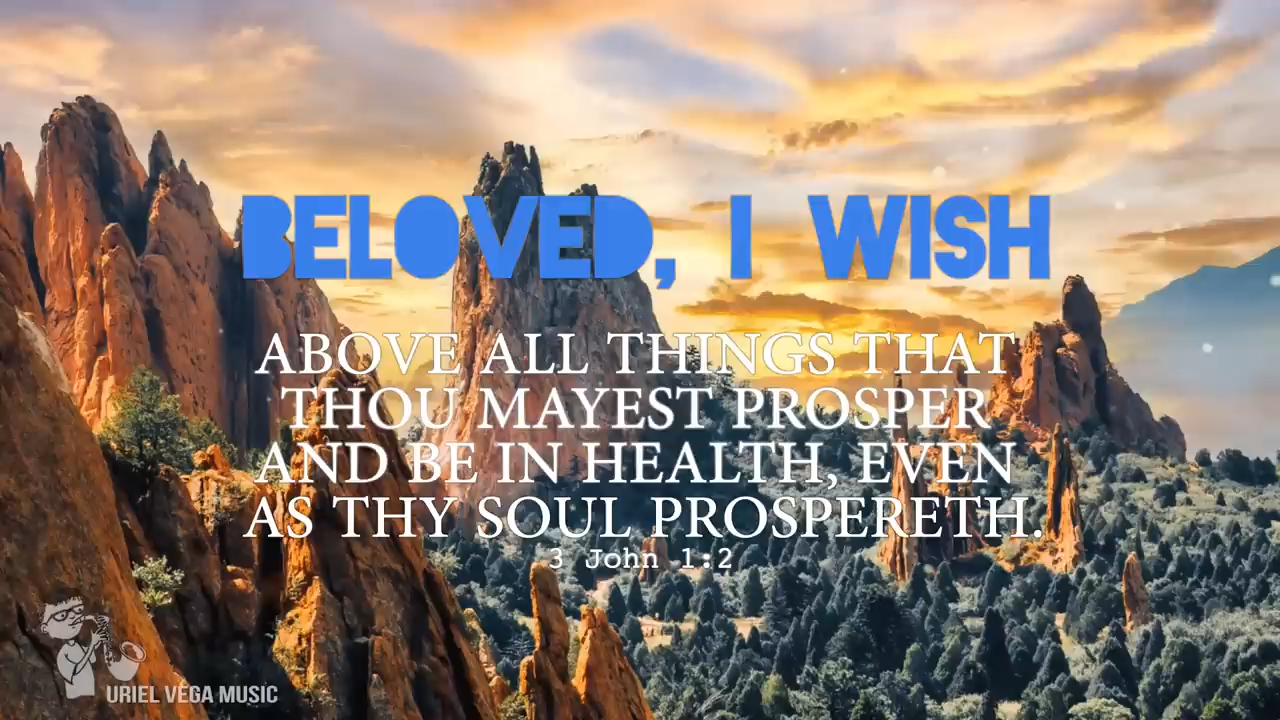 BELOVED, I WISH
ABOVE ALL THINGS THAT
THOU MAYEST PROSPER
AND BE IN HEALTH, EVEN
AS THY SOUL PROSPERETH.
3 John 1:2
URIEL VEGA MUSIC